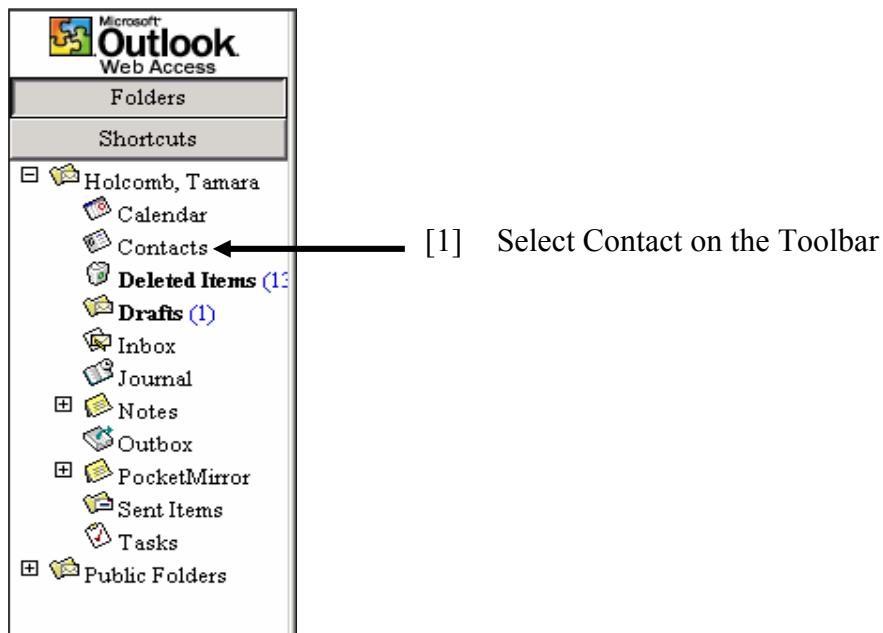 Microsoft
Outlook.
Web Access
Folders
Shortcuts
Holcomb, Tamara
Calendar
Contacts
[1] Select Contact on the Toolbar
Deleted Items (13
Drafts (1)
Inbox
Journal
Notes
Outbox
PocketMirror
Sent Items
Tasks
Public Folders